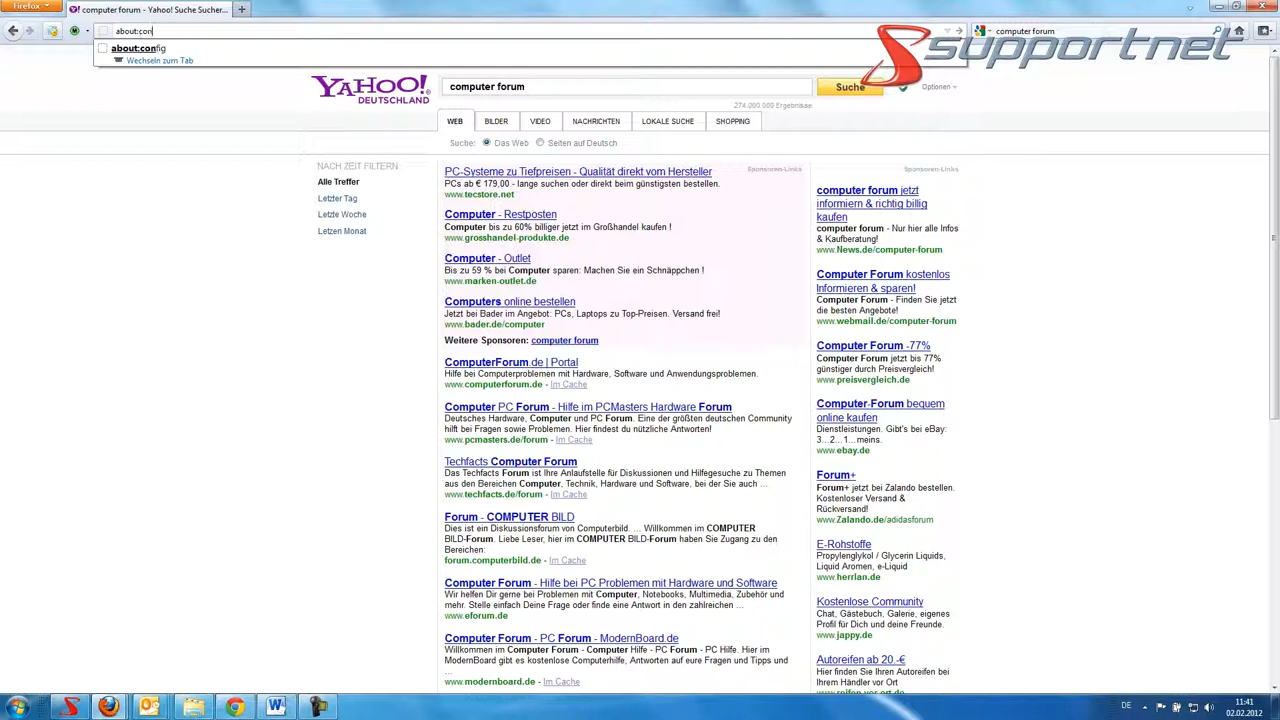 Firefox
computer forum - Yahoo! Suche Sucher...
about:con
computer forum
about:config
Wechseln zum Tab
supportnet
YAHOO!
DEUTSCHLAND
computer forum
Suche
Optionen
274.000.000 Ergebnisse
WEB BILDER VIDEO NACHRICHTEN LOKALE SUCHE SHOPPING
Suche: Das Web Seiten auf Deutsch
NACH ZEIT FILTERN
Alle Treffer
Letzter Tag
Letzte Woche
Letzen Monat
Sponsoren-Links
PC-Systeme zu Tiefpreisen - Qualität direkt vom Hersteller
PCs ab € 179,00 - lange suchen oder direkt beim günstigsten bestellen.
www.tecstore.net
Computer - Restposten
Computer bis zu 60% billiger jetzt im Großhandel kaufen !
www.grosshandel-produkte.de
Computer - Outlet
Bis zu 59 % bei Computer sparen: Machen Sie ein Schnäppchen !
www.marken-outlet.de
Computers online bestellen
Jetzt bei Bader im Angebot: PCs, Laptops zu Top-Preisen. Versand frei!
www.bader.de/computer
Weitere Sponsoren: computer forum
ComputerForum.de | Portal
Hilfe bei Computerproblemen mit Hardware, Software und Anwendungsproblemen.
www.computerforum.de - Im Cache
Computer PC Forum - Hilfe im PCMasters Hardware Forum
Deutsches Hardware, Computer und PC Forum. Eine der größten deutschen Community
hilft bei Fragen sowie Problemen. Hier findest du nützliche Antworten!
www.pcmasters.de/forum - Im Cache
Techfacts Computer Forum
Das Techfacts Forum ist Ihre Anlaufstelle für Diskussionen und Hilfegesuche zu Themen
aus den Bereichen Computer, Technik, Hardware und Software, bei der Sie auch ...
www.techfacts.de/forum - Im Cache
Forum - COMPUTER BILD
Dies ist ein Diskussionsforum von Computerbild. ... Willkommen im COMPUTER
BILD-Forum. Liebe Leser, hier im COMPUTER BILD-Forum haben Sie Zugang zu den
Bereichen:
forum.computerbild.de - Im Cache
Computer Forum - Hilfe bei PC Problemen mit Hardware und Software
Wir helfen Dir gerne bei Problemen mit Computer, Notebooks, Multimedia, Zubehör und
mehr. Stelle einfach Deine Frage oder finde eine Antwort in den zahlreichen ...
www.eforum.de
Computer Forum - PC Forum - ModernBoard.de
Willkommen im Computer Forum - Computer Hilfe - PC Forum - PC Hilfe. Hier im
ModernBoard gibt es kostenlose Computerhilfe, Antworten auf eure Fragen und Tipps und
...
www.modernboard.de - Im Cache
Sponsoren-Links
computer forum jetzt
informiern & richtig billig
kaufen
computer forum - Nur hier alle Infos
& Kaufberatung!
www.News.de/computer-forum
Computer Forum kostenlos
Informieren & sparen!
Computer Forum - Finden Sie jetzt
die besten Angebote!
www.webmail.de/computer-forum
Computer Forum -77%
Computer Forum jetzt bis 77%
günstiger durch Preisvergleich!
www.preisvergleich.de
Computer-Forum bequem
online kaufen
Dienstleistungen. Gibt's bei eBay:
3...2...1...meins.
www.ebay.de
Forum+
Forum+ jetzt bei Zalando bestellen.
Kostenloser Versand &
Rückversand!
www.Zalando.de/adidasforum
E-Rohstoffe
Propylenglykol / Glycerin Liquids,
Liquid Aromen, e-Liquid
www.herrlan.de
Kostenlose Community
Chat, Gästebuch, Galerie, eigenes
Profil für Dich und deine Freunde.
www.jappy.de
Autoreifen ab 20.-€
Hier finden Sie Autoreifen auch bei
Ihrem Händler vor Ort
www.reifen-vor-ort.de
DE
11:41
02.02.2012